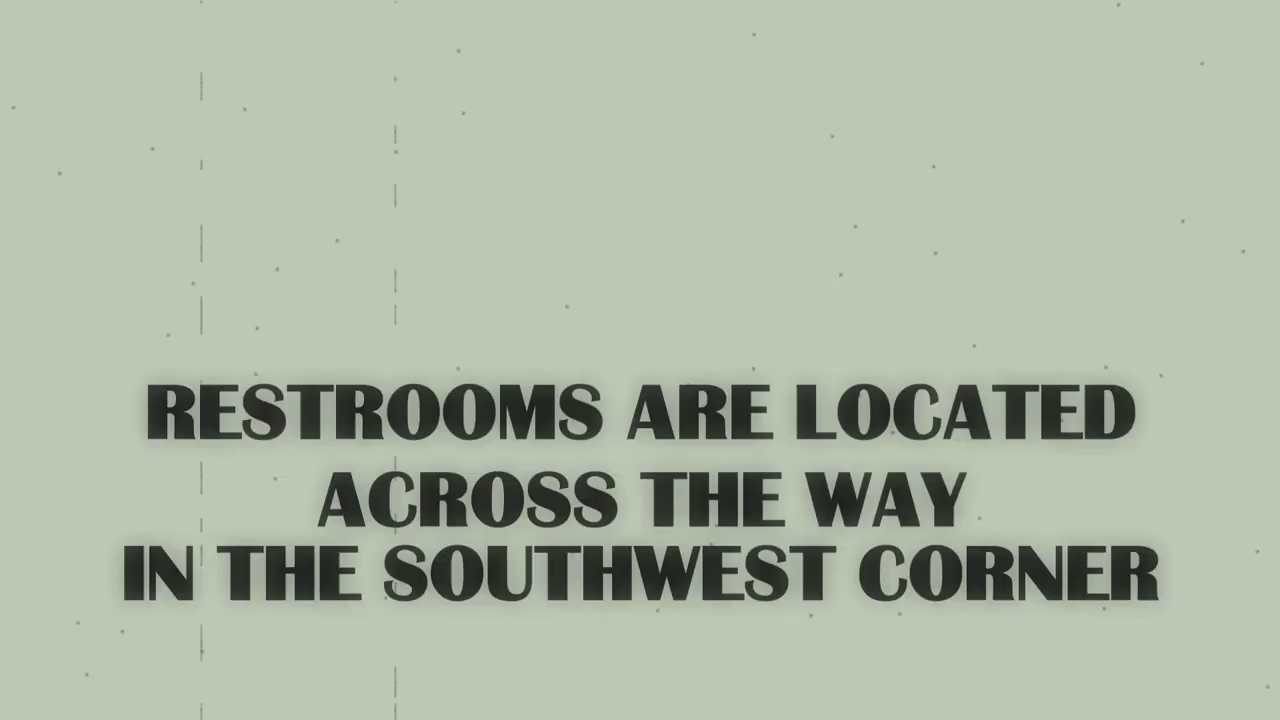 RESTROOMS ARE LOCATED
ACROSS THE WAY
IN THE SOUTHWEST CORNER